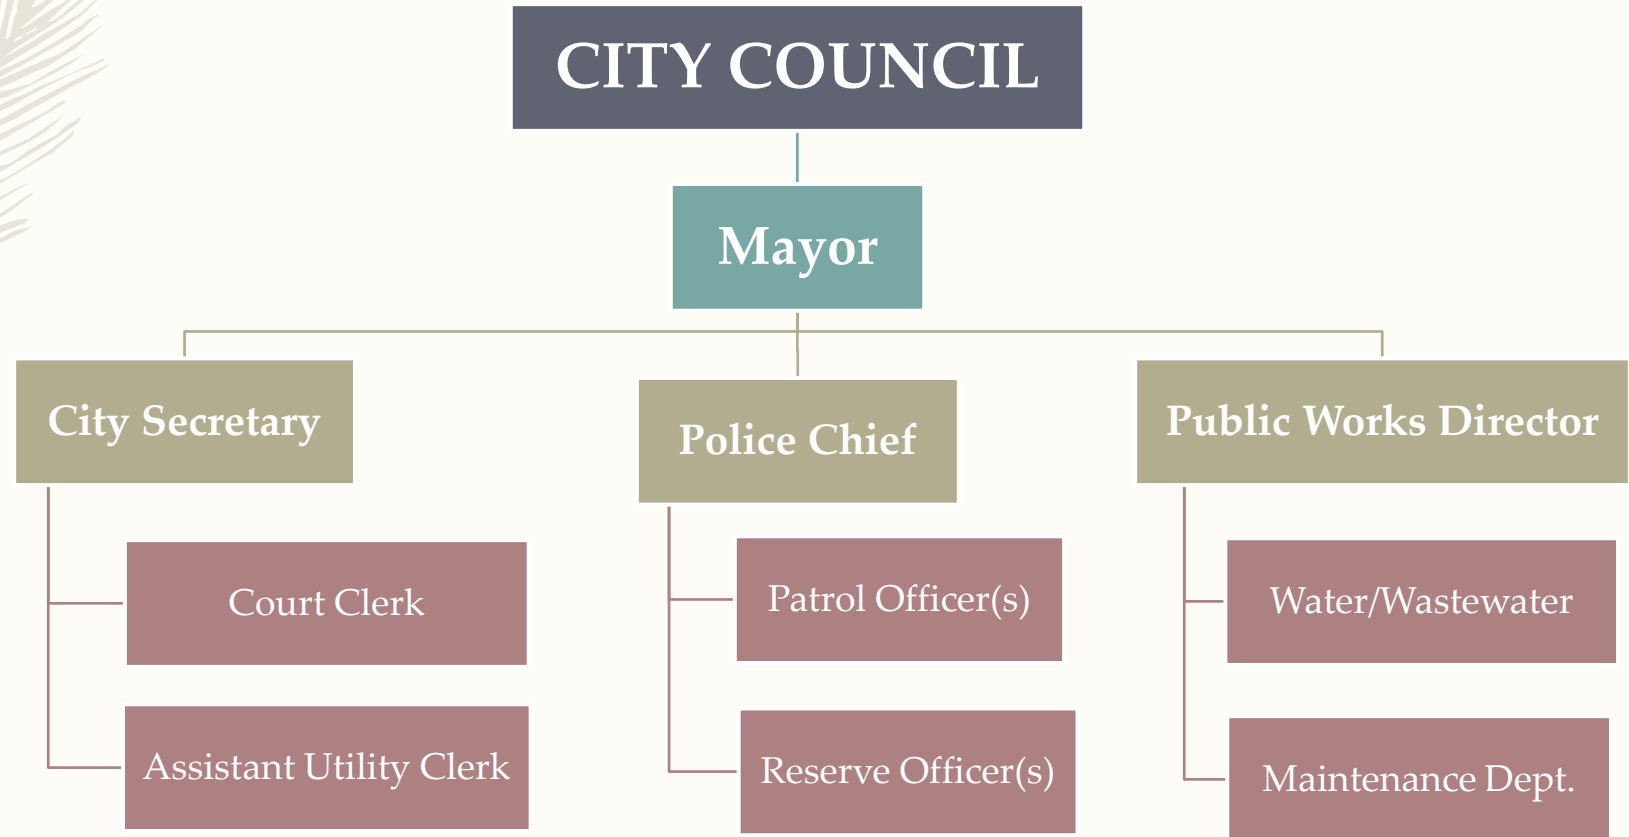 CITY COUNCIL
Mayor
City Secretary
Police Chief
Public Works Director
Court Clerk
Patrol Officer(s)
Water/Wastewater
Assistant Utility Clerk
Reserve Officer(s)
Maintenance Dept.